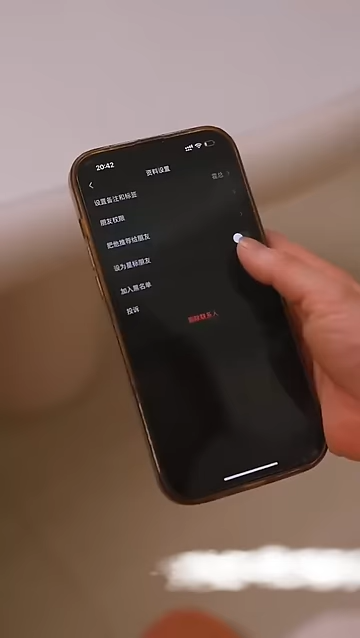 20:42
资料设置
设置备注和标签
朋友权限
把他推荐给朋友
设为星标朋友
加入黑名单
投诉
删除联系人